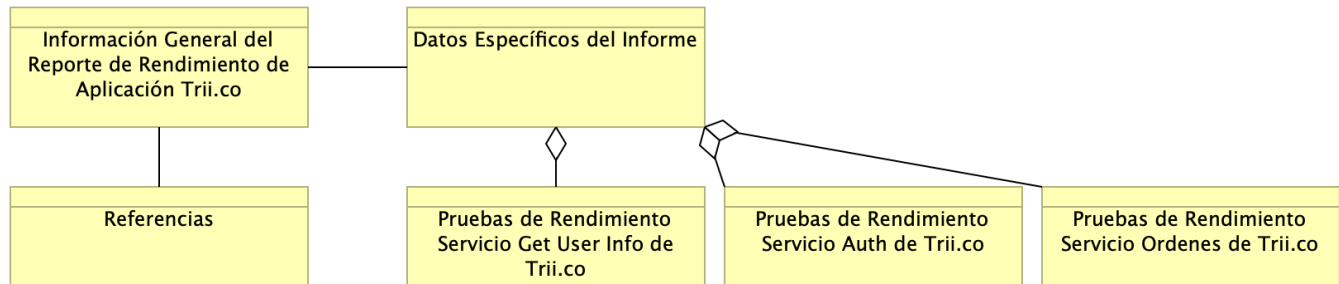 Información General del
Reporte de Rendimiento de
Aplicación Trii.co
Datos Específicos del Informe
Referencias
Pruebas de Rendimiento
Servicio Get User Info de
Trii.co
Pruebas de Rendimiento
Servicio Auth de Trii.co
Pruebas de Rendimiento
Servicio Ordenes de Trii.co